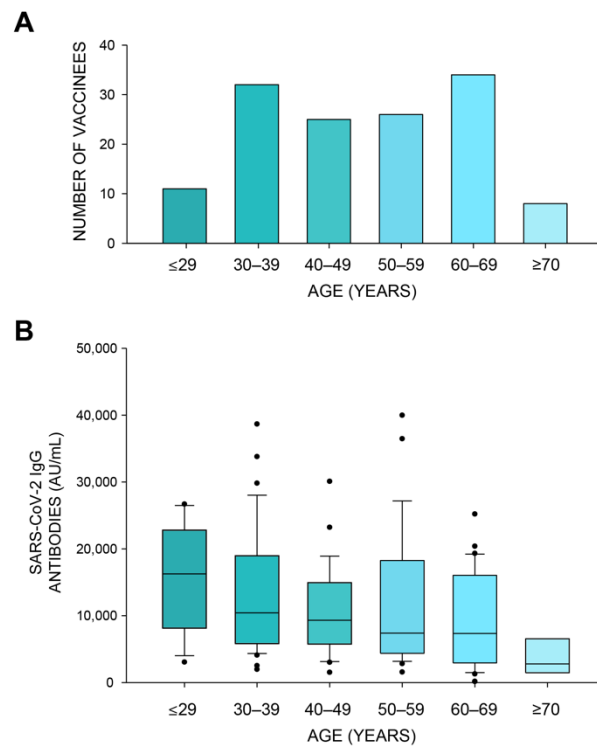 A
NUMBER OF VACCINEES
40
30
20
10
0
≤29 30–39 40–49 50–59 60–69 ≥70
AGE (YEARS)
B
SARS-CoV-2 IgG
ANTIBODIES (AU/mL)
50,000
40,000
30,000
20,000
10,000
0
≤29 30–39 40–49 50–59 60–69 ≥70
AGE (YEARS)